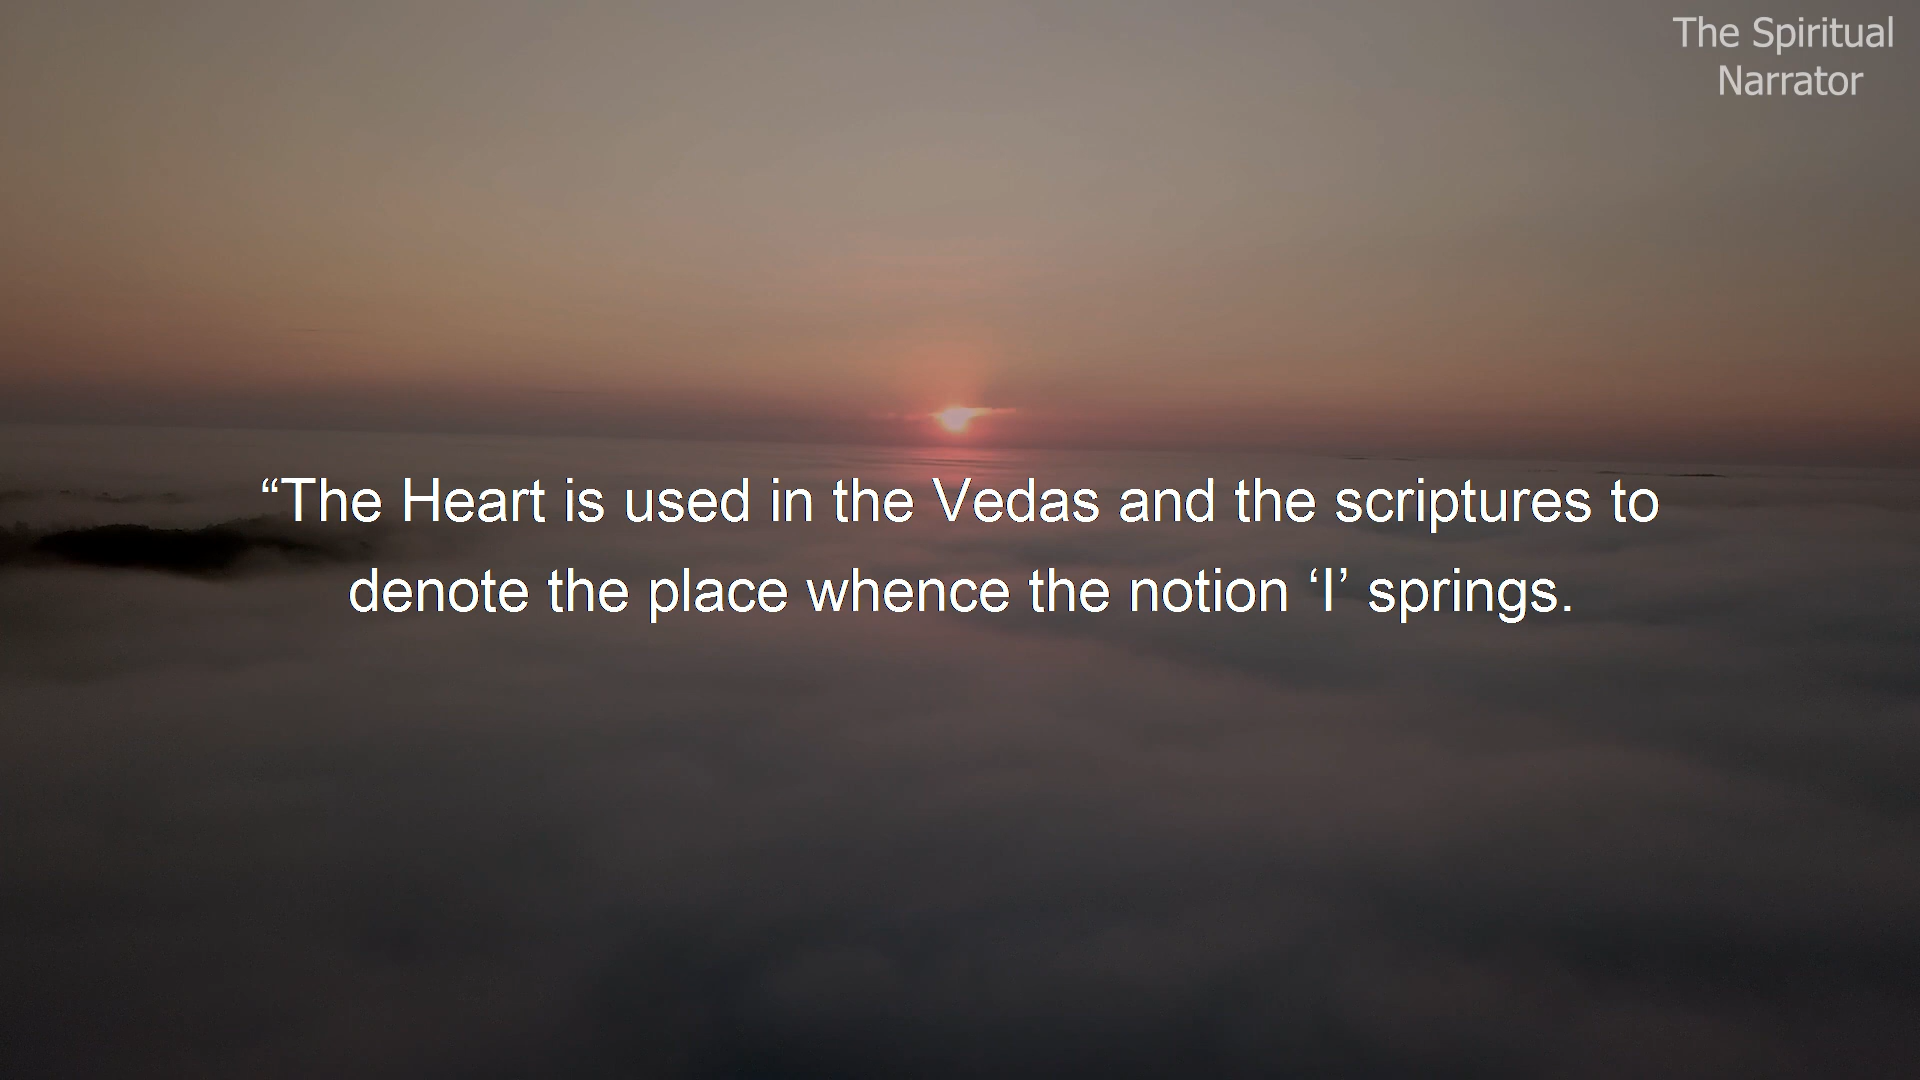 The Spiritual
Narrator
“The Heart is used in the Vedas and the scriptures to
denote the place whence the notion ‘I’ springs.